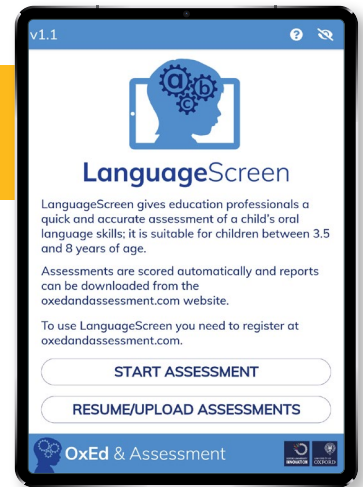 v1.1
?
a b
c
LanguageScreen
LanguageScreen gives education professionals a
quick and accurate assessment of a child's oral
language skills; it is suitable for children between 3.5
and 8 years of age.
Assessments are scored automatically and reports
can be downloaded from the
oxedandassessment.com website.
To use LanguageScreen you need to register at
oxedandassessment.com.
START ASSESSMENT
RESUME/UPLOAD ASSESSMENTS
OxEd & Assessment
INNOVATION
OXFORD